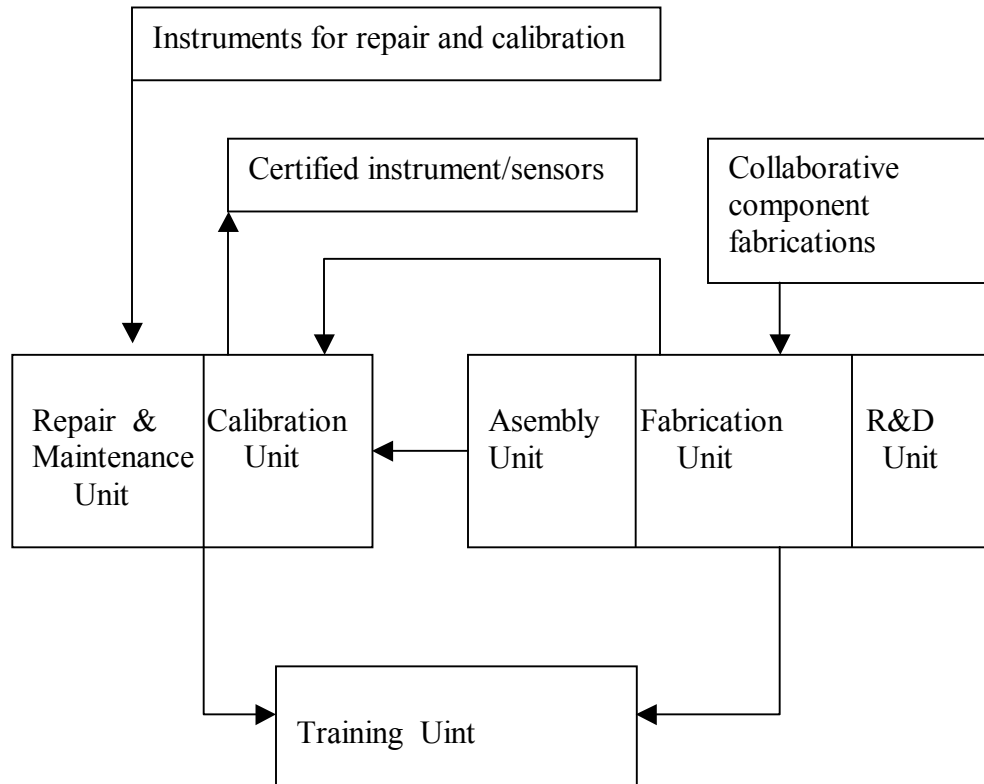 Instruments for repair and calibration
Certified instrument/sensors
Collaborative
component
fabrications
Repair &
Maintenance
Unit
Calibration
Unit
Asembly
Unit
Fabrication
Unit
R&D
Unit
Training Uint